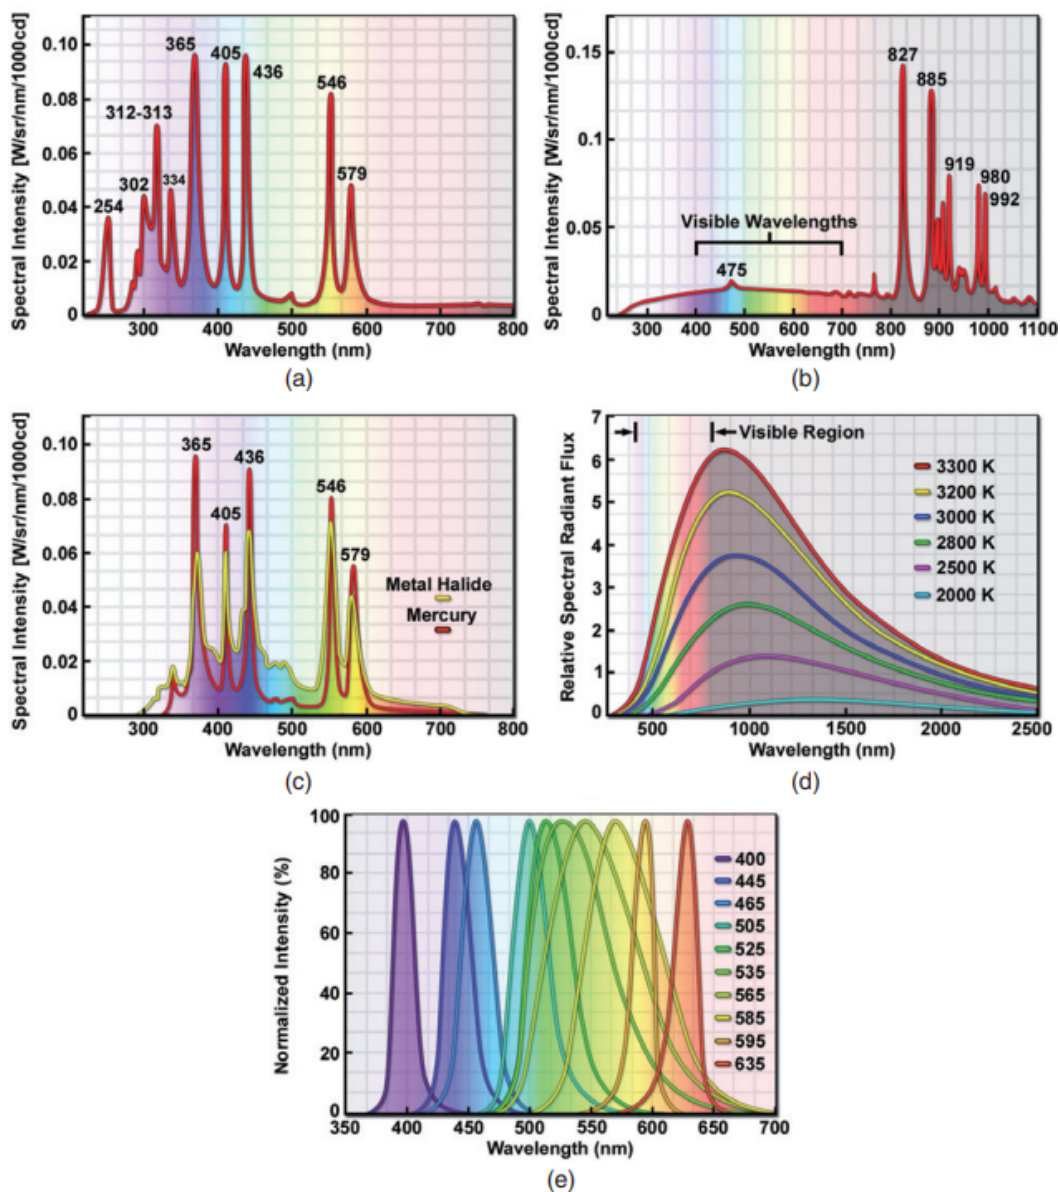 Spectral Intensity [W/sr/nm/1000cd]
0.10
0.08
0.06
0.04
0.02
0
254
302
312-313
334
365
405
436
546
579
300 400 500 600 700 800
Wavelength (nm)
(a)
Spectral Intensity [W/sr/nm/1000cd]
0.15
0.10
0.05
0
Visible Wavelengths
475
827
885
919
980
992
300 400 500 600 700 800 900 1000 1100
Wavelength (nm)
(b)
Spectral Intensity [W/sr/nm/1000cd]
0.10
0.08
0.06
0.04
0.02
0
365
405
436
546
579
Metal Halide
Mercury
300 400 500 600 700 800
Wavelength (nm)
(c)
Relative Spectral Radiant Flux
7
6
5
4
3
2
1
0
Visible Region
3300 K
3200 K
3000 K
2800 K
2500 K
2000 K
500 1000 1500 2000 2500
Wavelength (nm)
(d)
Normalized Intensity (%)
100
80
60
40
20
0
400
445
465
505
525
535
565
585
595
635
350 400 450 500 550 600 650 700
Wavelength (nm)
(e)